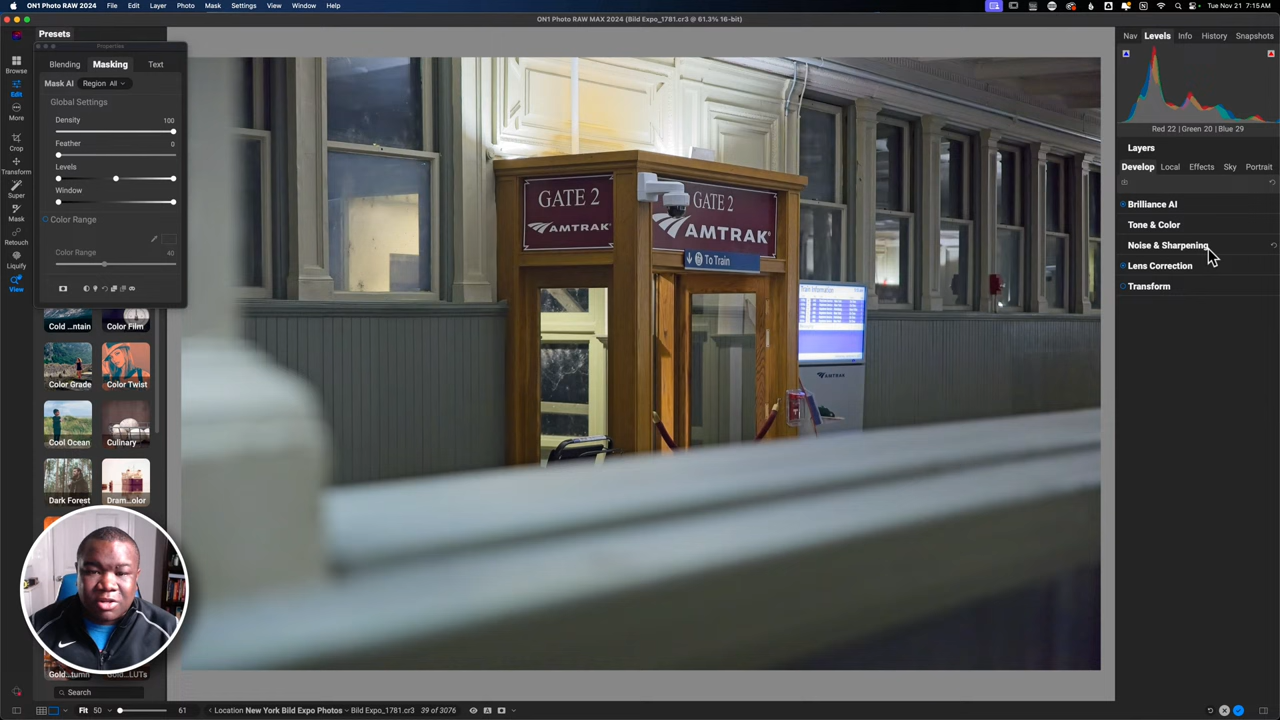 ON1 Photo RAW 2024 File Edit Layer Photo Mask Settings View Window Help
Tue Nov 21 7:15 AM
ON1 Photo RAW MAX 2024 (Bild Expo_1781.cr3 @ 61.3% 16-bit)
Presets
Properties
Blending Masking Text
Mask AI Region All
Global Settings
Density 100
Feather 0
Levels
Window
Color Range
Color Range 40
Browse
Edit
More
Crop
Transform
Super
Mask
Retouch
Liquify
View
Cold ...ntain Color Film
Color Grade Color Twist
Cool Ocean Culinary
Dark Forest Dram...olor
Gold...tumn Gold...LUTs
Search
GATE 2
AMTRAK
GATE 2
AMTRAK
To Train
Train Information
AMTRAK
Nav Levels Info History Snapshots
Red 22 | Green 20 | Blue 29
Layers
Develop Local Effects Sky Portrait
Brilliance AI
Tone & Color
Noise & Sharpening
Lens Correction
Transform
Fit 50 61 Location New York Bild Expo Photos Bild Expo_1781.cr3 39 of 3076